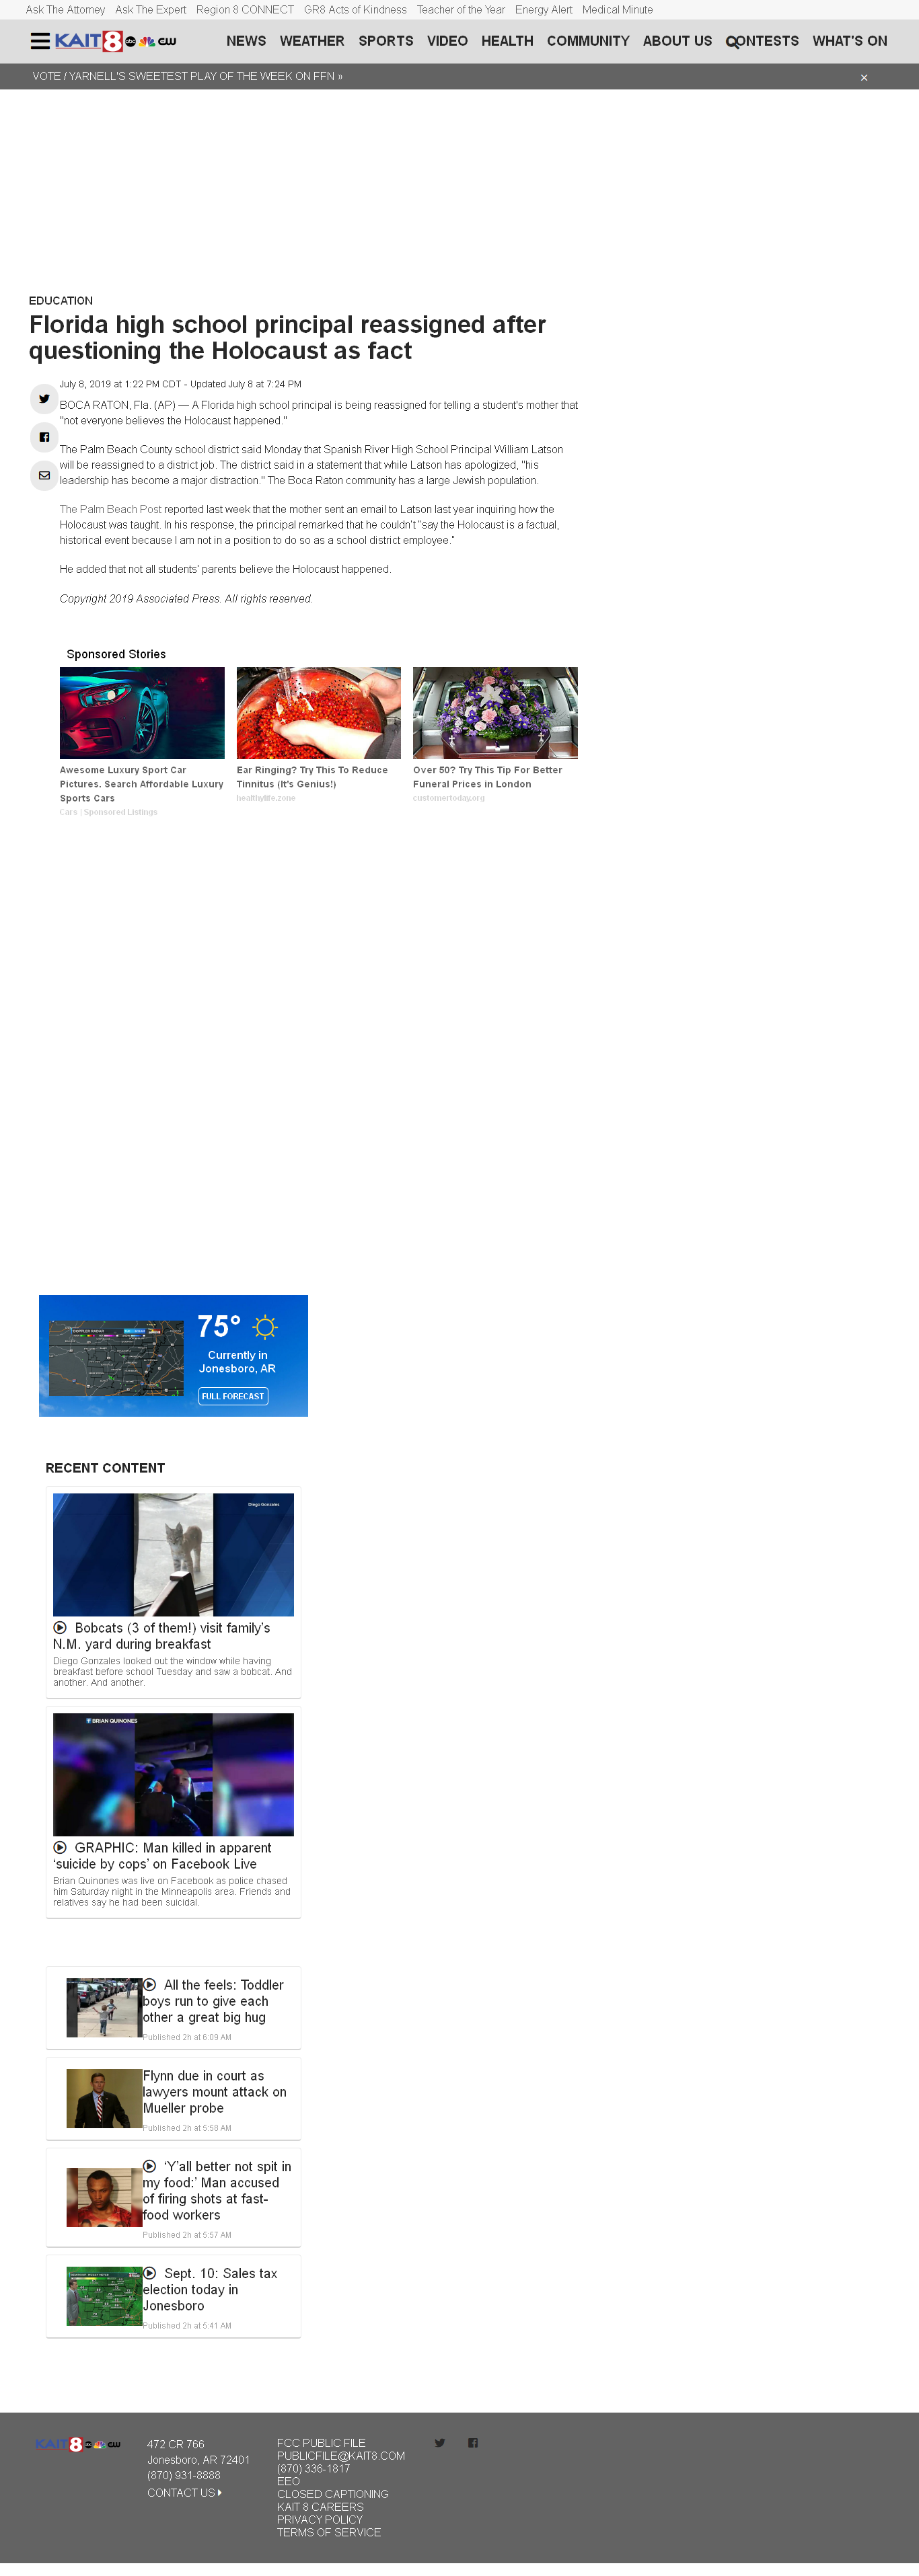 Ask The Attorney Ask The Expert Region 8 CONNECT GR8 Acts of Kindness Teacher of the Year Energy Alert Medical Minute
KAIT8 abc CW NEWS WEATHER SPORTS VIDEO HEALTH COMMUNITY ABOUT US CONTESTS WHAT'S ON
VOTE / YARNELL'S SWEETEST PLAY OF THE WEEK ON FFN » ×
EDUCATION
Florida high school principal reassigned after
questioning the Holocaust as fact
July 8, 2019 at 1:22 PM CDT - Updated July 8 at 7:24 PM
BOCA RATON, Fla. (AP) — A Florida high school principal is being reassigned for telling a student's mother that
"not everyone believes the Holocaust happened."
The Palm Beach County school district said Monday that Spanish River High School Principal William Latson
will be reassigned to a district job. The district said in a statement that while Latson has apologized, "his
leadership has become a major distraction." The Boca Raton community has a large Jewish population.
The Palm Beach Post reported last week that the mother sent an email to Latson last year inquiring how the
Holocaust was taught. In his response, the principal remarked that he couldn't "say the Holocaust is a factual,
historical event because I am not in a position to do so as a school district employee."
He added that not all students' parents believe the Holocaust happened.
Copyright 2019 Associated Press. All rights reserved.
Sponsored Stories
Awesome Luxury Sport Car
Pictures. Search Affordable Luxury
Sports Cars
Cars | Sponsored Listings
Ear Ringing? Try This To Reduce
Tinnitus (It's Genius!)
healthylife.zone
Over 50? Try This Tip For Better
Funeral Prices in London
customertoday.org
75°
Currently in
Jonesboro, AR
FULL FORECAST
RECENT CONTENT
Diego Gonzales
Bobcats (3 of them!) visit family's
N.M. yard during breakfast
Diego Gonzales looked out the window while having
breakfast before school Tuesday and saw a bobcat. And
another. And another.
BRIAN QUINONES
GRAPHIC: Man killed in apparent
'suicide by cops' on Facebook Live
Brian Quinones was live on Facebook as police chased
him Saturday night in the Minneapolis area. Friends and
relatives say he had been suicidal.
All the feels: Toddler
boys run to give each
other a great big hug
Published 2h at 6:09 AM
Flynn due in court as
lawyers mount attack on
Mueller probe
Published 2h at 5:58 AM
'Y'all better not spit in
my food:' Man accused
of firing shots at fast-
food workers
Published 2h at 5:57 AM
Sept. 10: Sales tax
election today in
Jonesboro
Published 2h at 5:41 AM
KAIT8 abc CW
472 CR 766
Jonesboro, AR 72401
(870) 931-8888
CONTACT US
FCC PUBLIC FILE
PUBLICFILE@KAIT8.COM
(870) 336-1817
EEO
CLOSED CAPTIONING
KAIT 8 CAREERS
PRIVACY POLICY
TERMS OF SERVICE